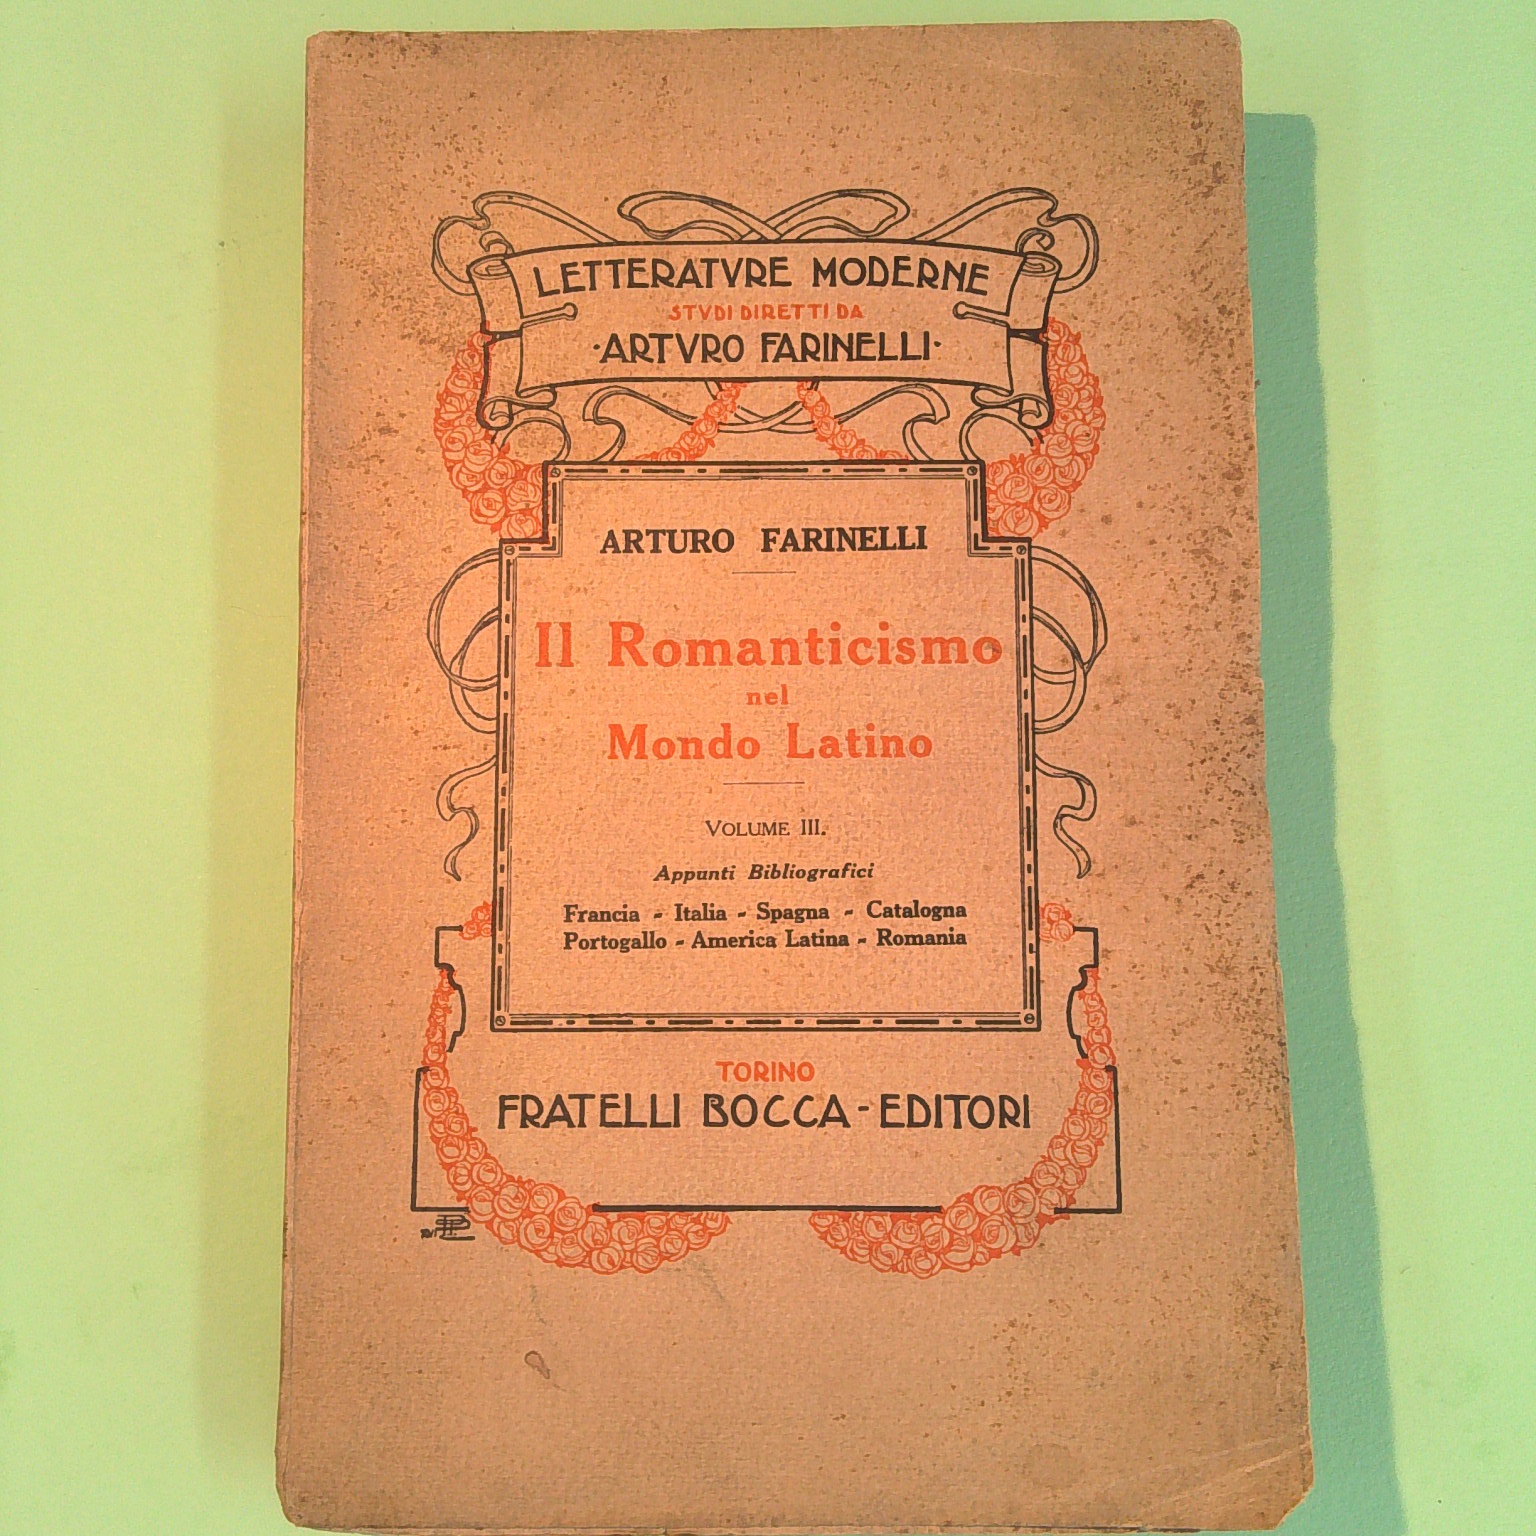 LETTERATVRE MODERNE
STVDI DIRETTI DA
·ARTVRO FARINELLI·
ARTURO FARINELLI
Il Romanticismo
nel
Mondo Latino
VOLUME III.
Appunti Bibliografici
Francia - Italia - Spagna - Catalogna
Portogallo - America Latina - Romania
TORINO
FRATELLI BOCCA-EDITORI